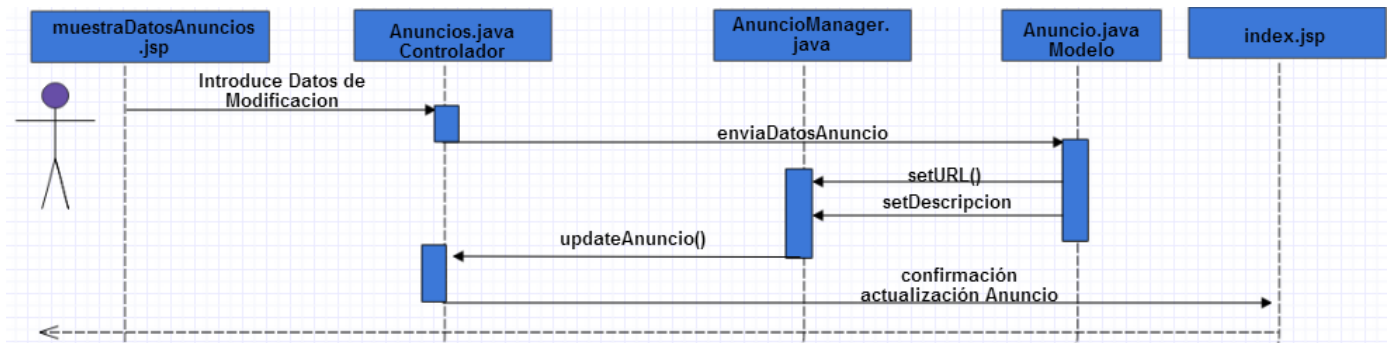 muestraDatosAnuncios
.jsp
Anuncios.java
Controlador
AnuncioManager.
java
Anuncio.java
Modelo
index.jsp
Introduce Datos de
Modificacion
enviaDatosAnuncio
setURL()
setDescripcion
updateAnuncio()
confirmación
actualización Anuncio